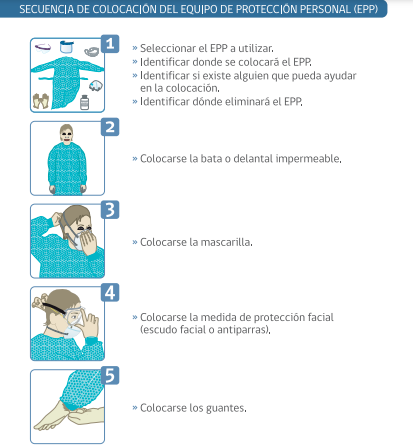 SECUENCIA DE COLOCACIÓN DEL EQUIPO DE PROTECCIÓN PERSONAL (EPP)
1
» Seleccionar el EPP a utilizar.
» Identificar donde se colocará el EPP.
» Identificar si existe alguien que pueda ayudar
en la colocación.
» Identificar dónde eliminará el EPP.
2
» Colocarse la bata o delantal impermeable.
3
» Colocarse la mascarilla.
4
» Colocarse la medida de protección facial
(escudo facial o antiparras).
5
» Colocarse los guantes.